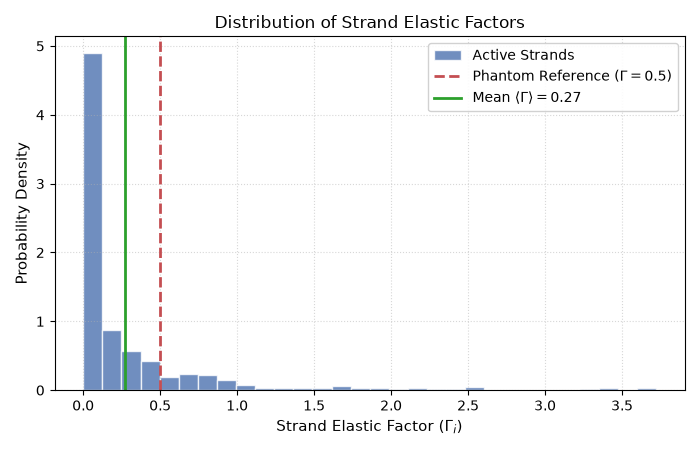 Distribution of Strand Elastic Factors
Active Strands
Phantom Reference (Γ = 0.5)
Mean ⟨Γ⟩ = 0.27
Probability Density
5
4
3
2
1
0
0.0 0.5 1.0 1.5 2.0 2.5 3.0 3.5
Strand Elastic Factor (Γᵢ)